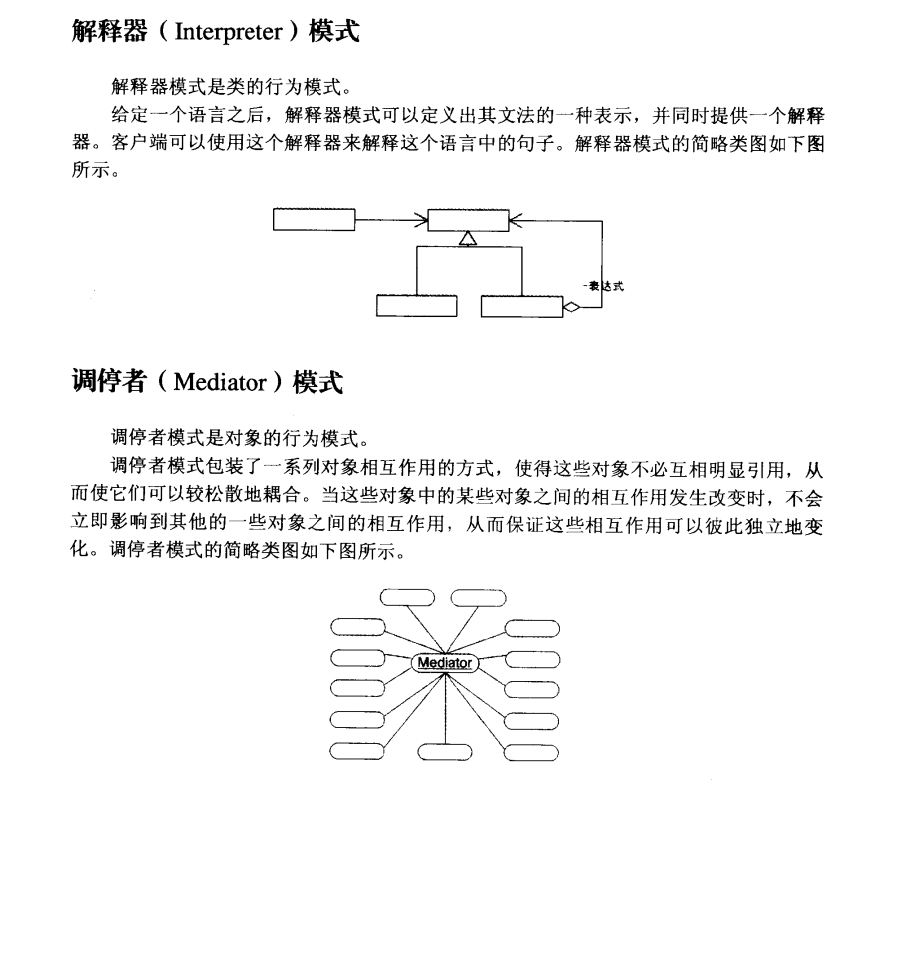 解释器（Interpreter）模式
解释器模式是类的行为模式。
给定一个语言之后，解释器模式可以定义出其文法的一种表示，并同时提供一个解释
器。客户端可以使用这个解释器来解释这个语言中的句子。解释器模式的简略类图如下图
所示。
-表达式
调停者（Mediator）模式
调停者模式是对象的行为模式。
调停者模式包装了一系列对象相互作用的方式，使得这些对象不必互相明显引用，从
而使它们可以较松散地耦合。当这些对象中的某些对象之间的相互作用发生改变时，不会
立即影响到其他的一些对象之间的相互作用，从而保证这些相互作用可以彼此独立地变
化。调停者模式的简略类图如下图所示。
Mediator